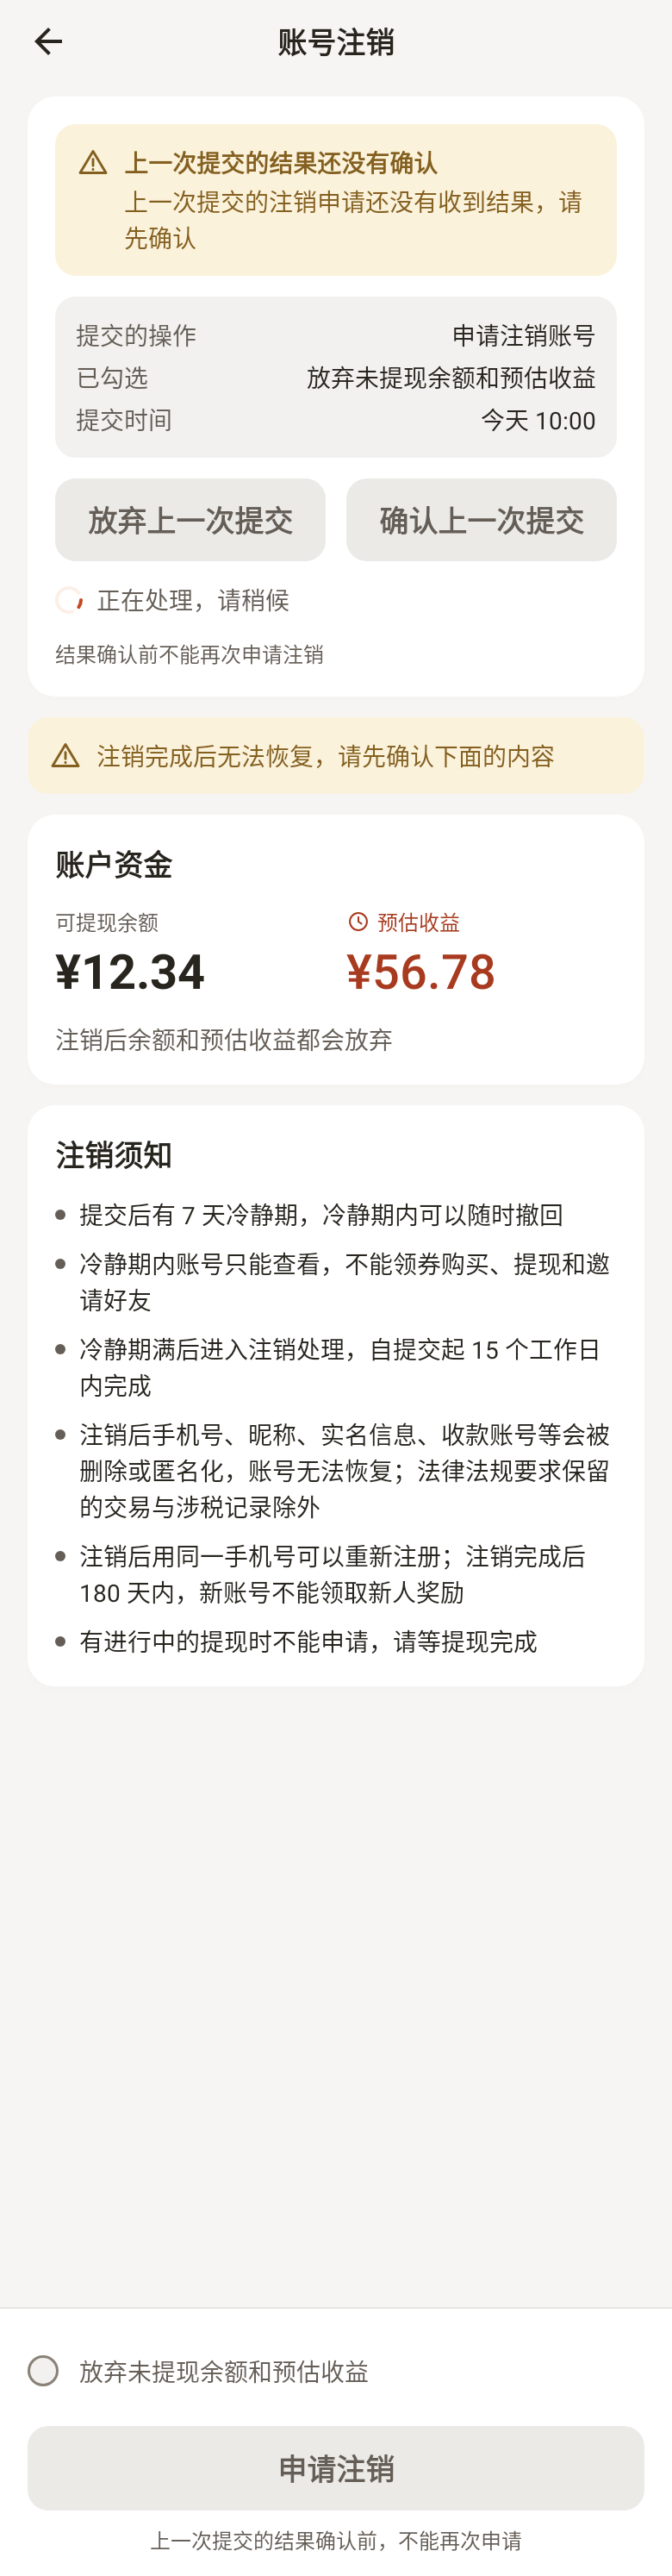 账号注销
上一次提交的结果还没有确认
上一次提交的注销申请还没有收到结果，请
先确认
提交的操作 申请注销账号
已勾选 放弃未提现余额和预估收益
提交时间 今天 10:00
放弃上一次提交 确认上一次提交
正在处理，请稍候
结果确认前不能再次申请注销
注销完成后无法恢复，请先确认下面的内容
账户资金
可提现余额 预估收益
¥12.34 ¥56.78
注销后余额和预估收益都会放弃
注销须知
提交后有 7 天冷静期，冷静期内可以随时撤回
冷静期内账号只能查看，不能领券购买、提现和邀
请好友
冷静期满后进入注销处理，自提交起 15 个工作日
内完成
注销后手机号、昵称、实名信息、收款账号等会被
删除或匿名化，账号无法恢复；法律法规要求保留
的交易与涉税记录除外
注销后用同一手机号可以重新注册；注销完成后
180 天内，新账号不能领取新人奖励
有进行中的提现时不能申请，请等提现完成
放弃未提现余额和预估收益
申请注销
上一次提交的结果确认前，不能再次申请